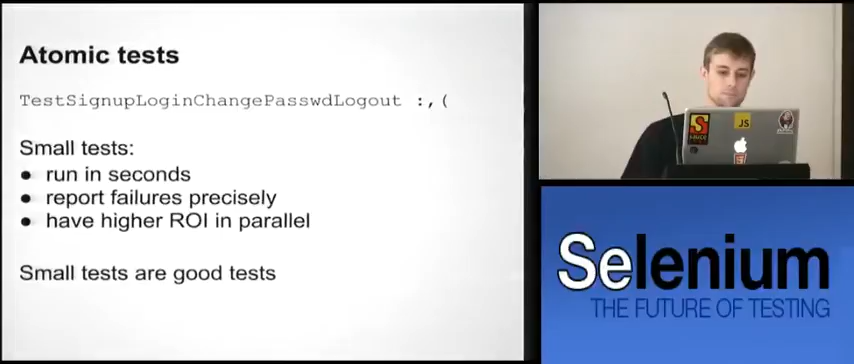 Atomic tests
TestSignupLoginChangePasswdLogout :,(
Small tests:
● run in seconds
● report failures precisely
● have higher ROI in parallel
Small tests are good tests
JS
Selenium
THE FUTURE OF TESTING